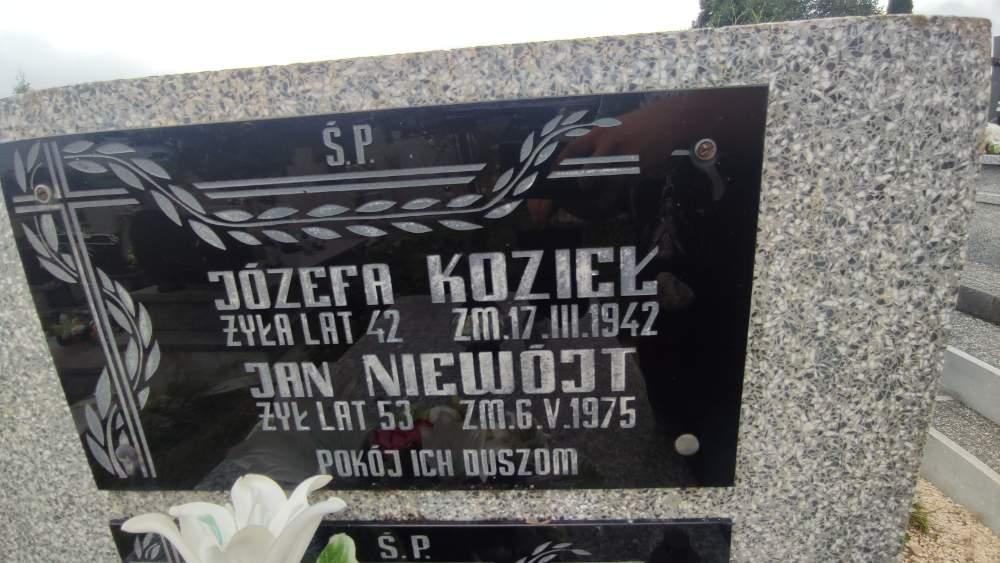 Ś.P.
JÓZEFA KOZIEŁ
ŻYŁA LAT 42 ZM.17.III.1942
JAN NIEWÓJT
ŻYŁ LAT 53 ZM.6.V.1975
POKÓJ ICH DUSZOM
Ś.P.